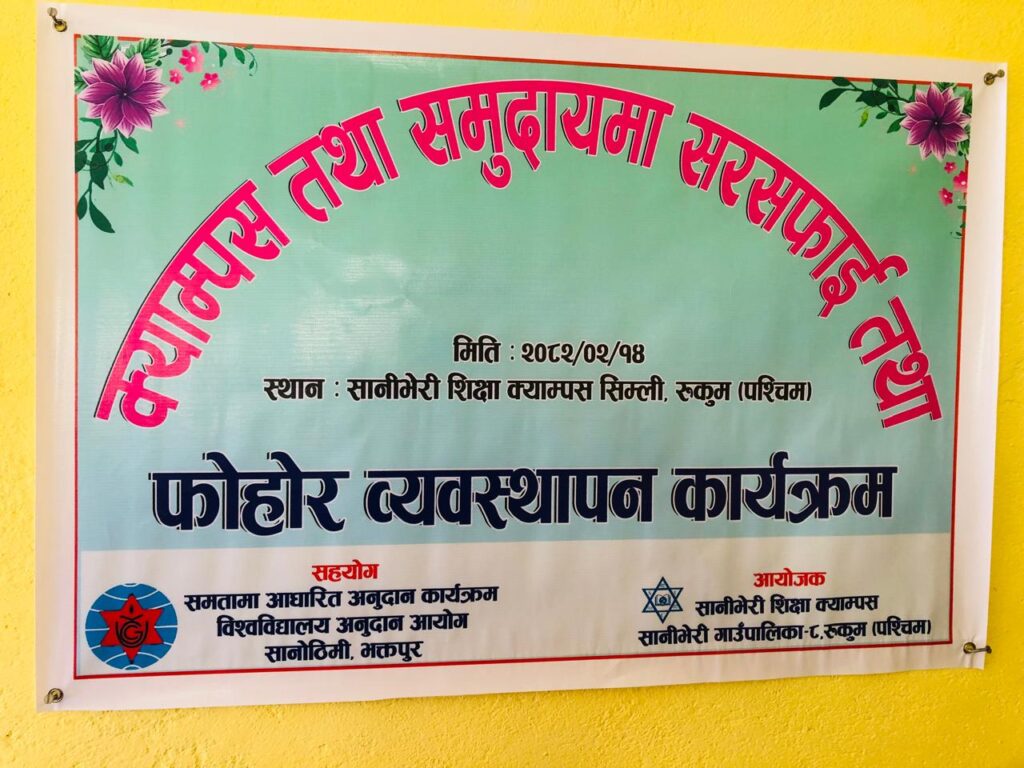 क्याम्पस तथा समुदायमा सरसफाई तथा
मिति : २०८२/०२/१४
स्थान : सानीभेरी शिक्षा क्याम्पस सिम्ली, रुकुम (पश्चिम)
फोहोर व्यवस्थापन कार्यक्रम
सहयोग
समतामा आधारित अनुदान कार्यक्रम
विश्वविद्यालय अनुदान आयोग
सानोठिमी, भक्तपुर
आयोजक
सानीभेरी शिक्षा क्याम्पस
सानीभेरी गाउँपालिका-८,रुकुम (पश्चिम)